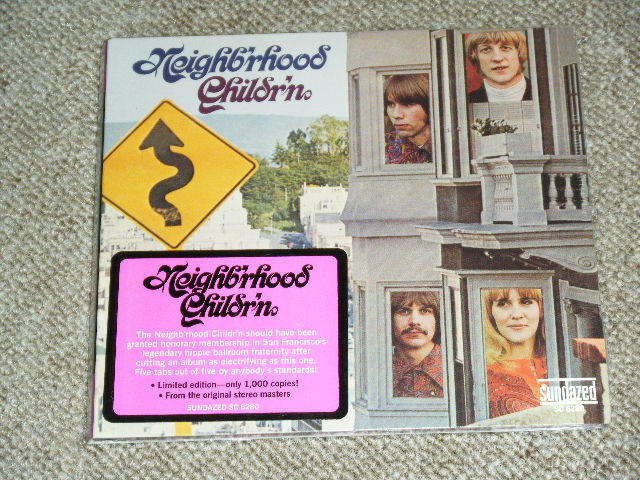 Neighb'rhood
Childr'n.
Neighb'rhood
Childr'n.
The Neighb'rhood Childr'n should have been
granted honorary membership in San Francisco's
legendary hippie ballroom fraternity after
cutting an album as electrifying as this one.
Five tabs out of five by anybody's standards!
• Limited edition—only 1,000 copies!
• From the original stereo masters
SUNDAZED SC 6280
Sundazed
SC 6280